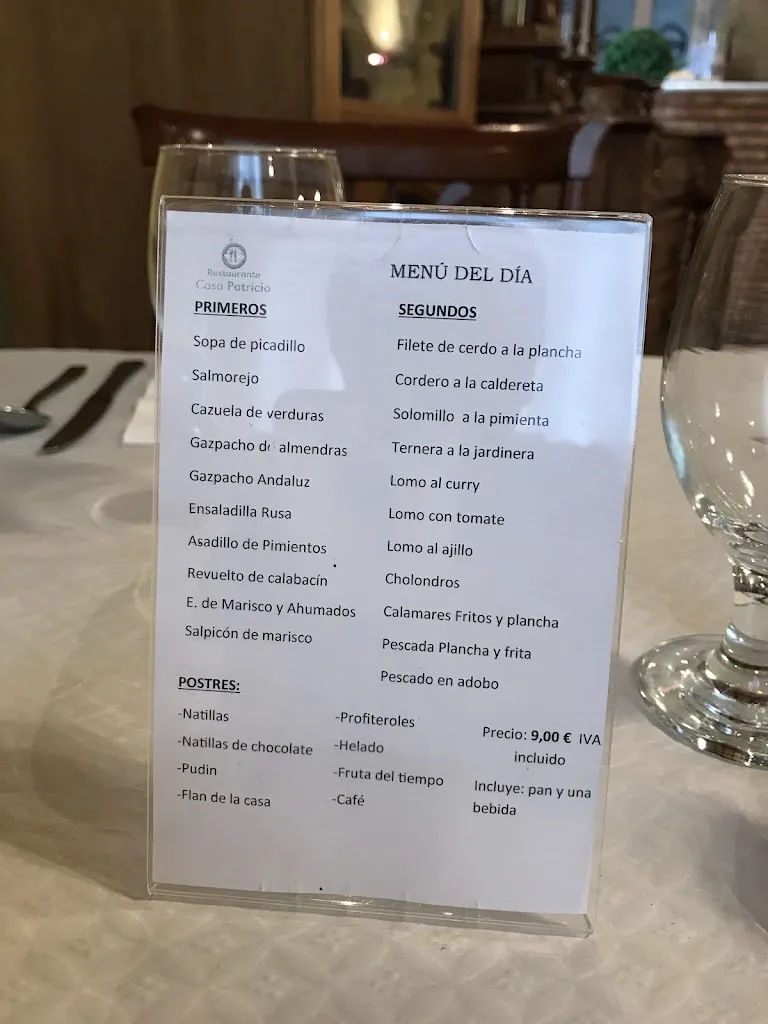 Restaurante
Casa Patricio
MENÚ DEL DÍA
PRIMEROS
Sopa de picadillo
Salmorejo
Cazuela de verduras
Gazpacho de almendras
Gazpacho Andaluz
Ensaladilla Rusa
Asadillo de Pimientos
Revuelto de calabacín
E. de Marisco y Ahumados
Salpicón de marisco
SEGUNDOS
Filete de cerdo a la plancha
Cordero a la caldereta
Solomillo a la pimienta
Ternera a la jardinera
Lomo al curry
Lomo con tomate
Lomo al ajillo
Cholondros
Calamares Fritos y plancha
Pescada Plancha y frita
Pescado en adobo
POSTRES:
-Natillas
-Natillas de chocolate
-Pudin
-Flan de la casa
-Profiteroles
-Helado
-Fruta del tiempo
-Café
Precio: 9,00 € IVA
incluido
Incluye: pan y una
bebida